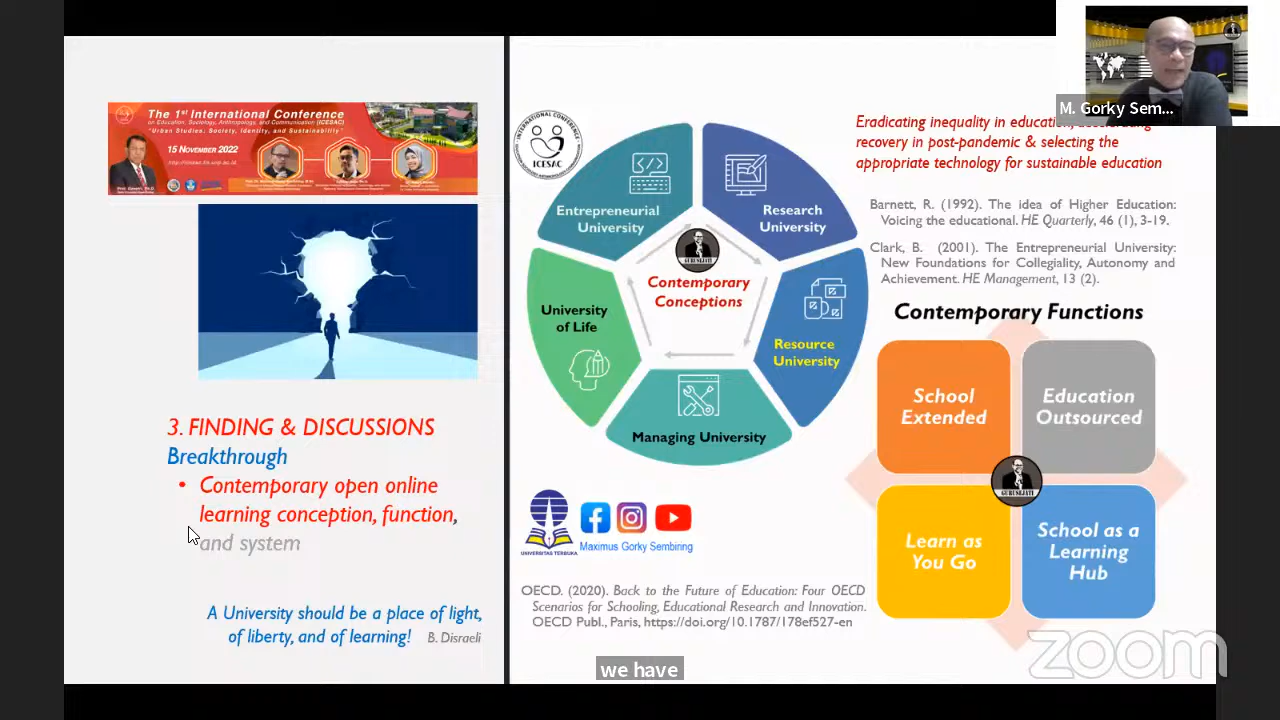 The 1st International Conference
on Education, Sociology, Anthropology, and Communication (ICESAC)
"Urban Studies: Society, Identity, and Sustainability"
15 NOVEMBER 2022
3. FINDING & DISCUSSIONS
Breakthrough
• Contemporary open online
learning conception, function,
and system
A University should be a place of light,
of liberty, and of learning! B. Disraeli
INTERNATIONAL CONFERENCE
ICESAC
Entrepreneurial
University
Research
University
University
of Life
Resource
University
Managing University
GURUSEJATI
Contemporary
Conceptions
UNIVERSITAS TERBUKA
Maximus Gorky Sembiring
OECD. (2020). Back to the Future of Education: Four OECD
Scenarios for Schooling, Educational Research and Innovation.
OECD Publ., Paris, https://doi.org/10.1787/178ef527-en
M. Gorky Sem...
Eradicating inequality in education,
recovery in post-pandemic & selecting the
appropriate technology for sustainable education
Barnett, R. (1992). The idea of Higher Education:
Voicing the educational. HE Quarterly, 46 (1), 3-19.
Clark, B. (2001). The Entrepreneurial University:
New Foundations for Collegiality, Autonomy and
Achievement. HE Management, 13 (2).
Contemporary Functions
School
Extended
Education
Outsourced
GURUSEJATI
Learn as
You Go
School as a
Learning
Hub
zoom
we have